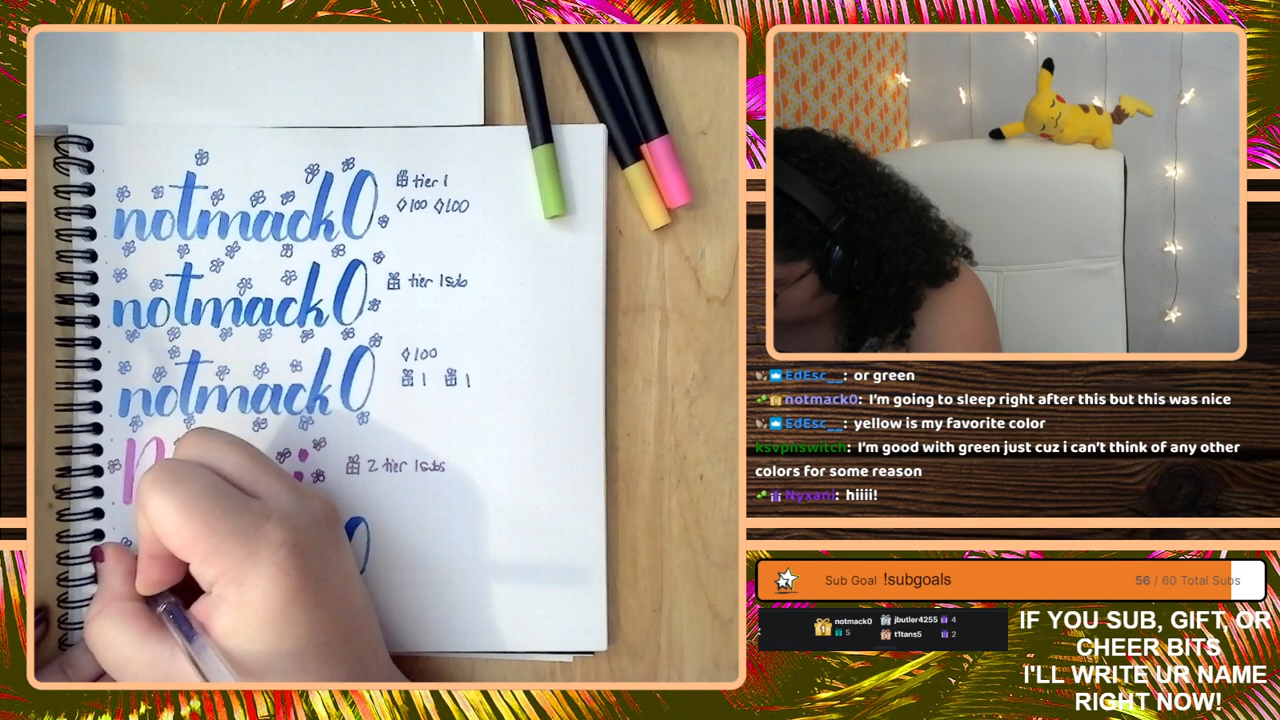 notmack0 tier 1
◊100 ◊100
notmack0 tier 1sub
notmack0 ◊100
1 1
2 tier 1subs
EdEsc__: or green
notmack0: I'm going to sleep right after this but this was nice
EdEsc__: yellow is my favorite color
ksvpnswitch: I'm good with green just cuz i can't think of any other
colors for some reason
Nyxani: hiiii!
Sub Goal !subgoals 56 / 60 Total Subs
1 notmack0 5 jbutler4255 4
t1tans5 2
IF YOU SUB, GIFT, OR
CHEER BITS
I'LL WRITE UR NAME
RIGHT NOW!